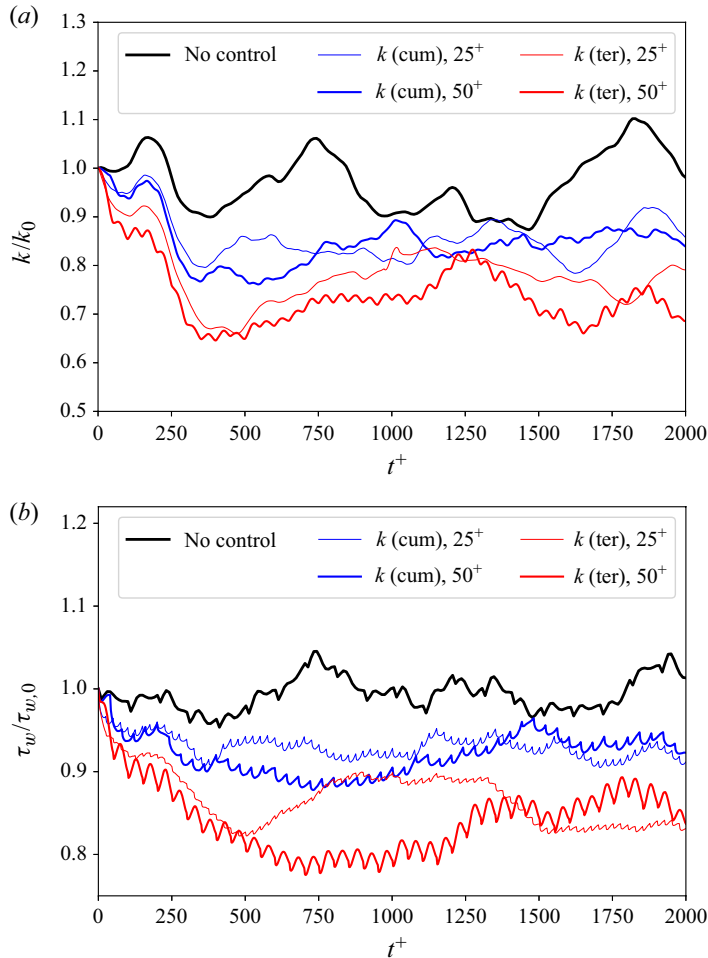 (a)
1.3
1.2
1.1
1.0
0.9
0.8
0.7
0.6
0.5
k/k₀
No control
k (cum), 25⁺
k (ter), 25⁺
k (cum), 50⁺
k (ter), 50⁺
0 250 500 750 1000 1250 1500 1750 2000
t⁺
(b)
1.2
1.1
1.0
0.9
0.8
τ_w/τ_w,0
No control
k (cum), 25⁺
k (ter), 25⁺
k (cum), 50⁺
k (ter), 50⁺
0 250 500 750 1000 1250 1500 1750 2000
t⁺